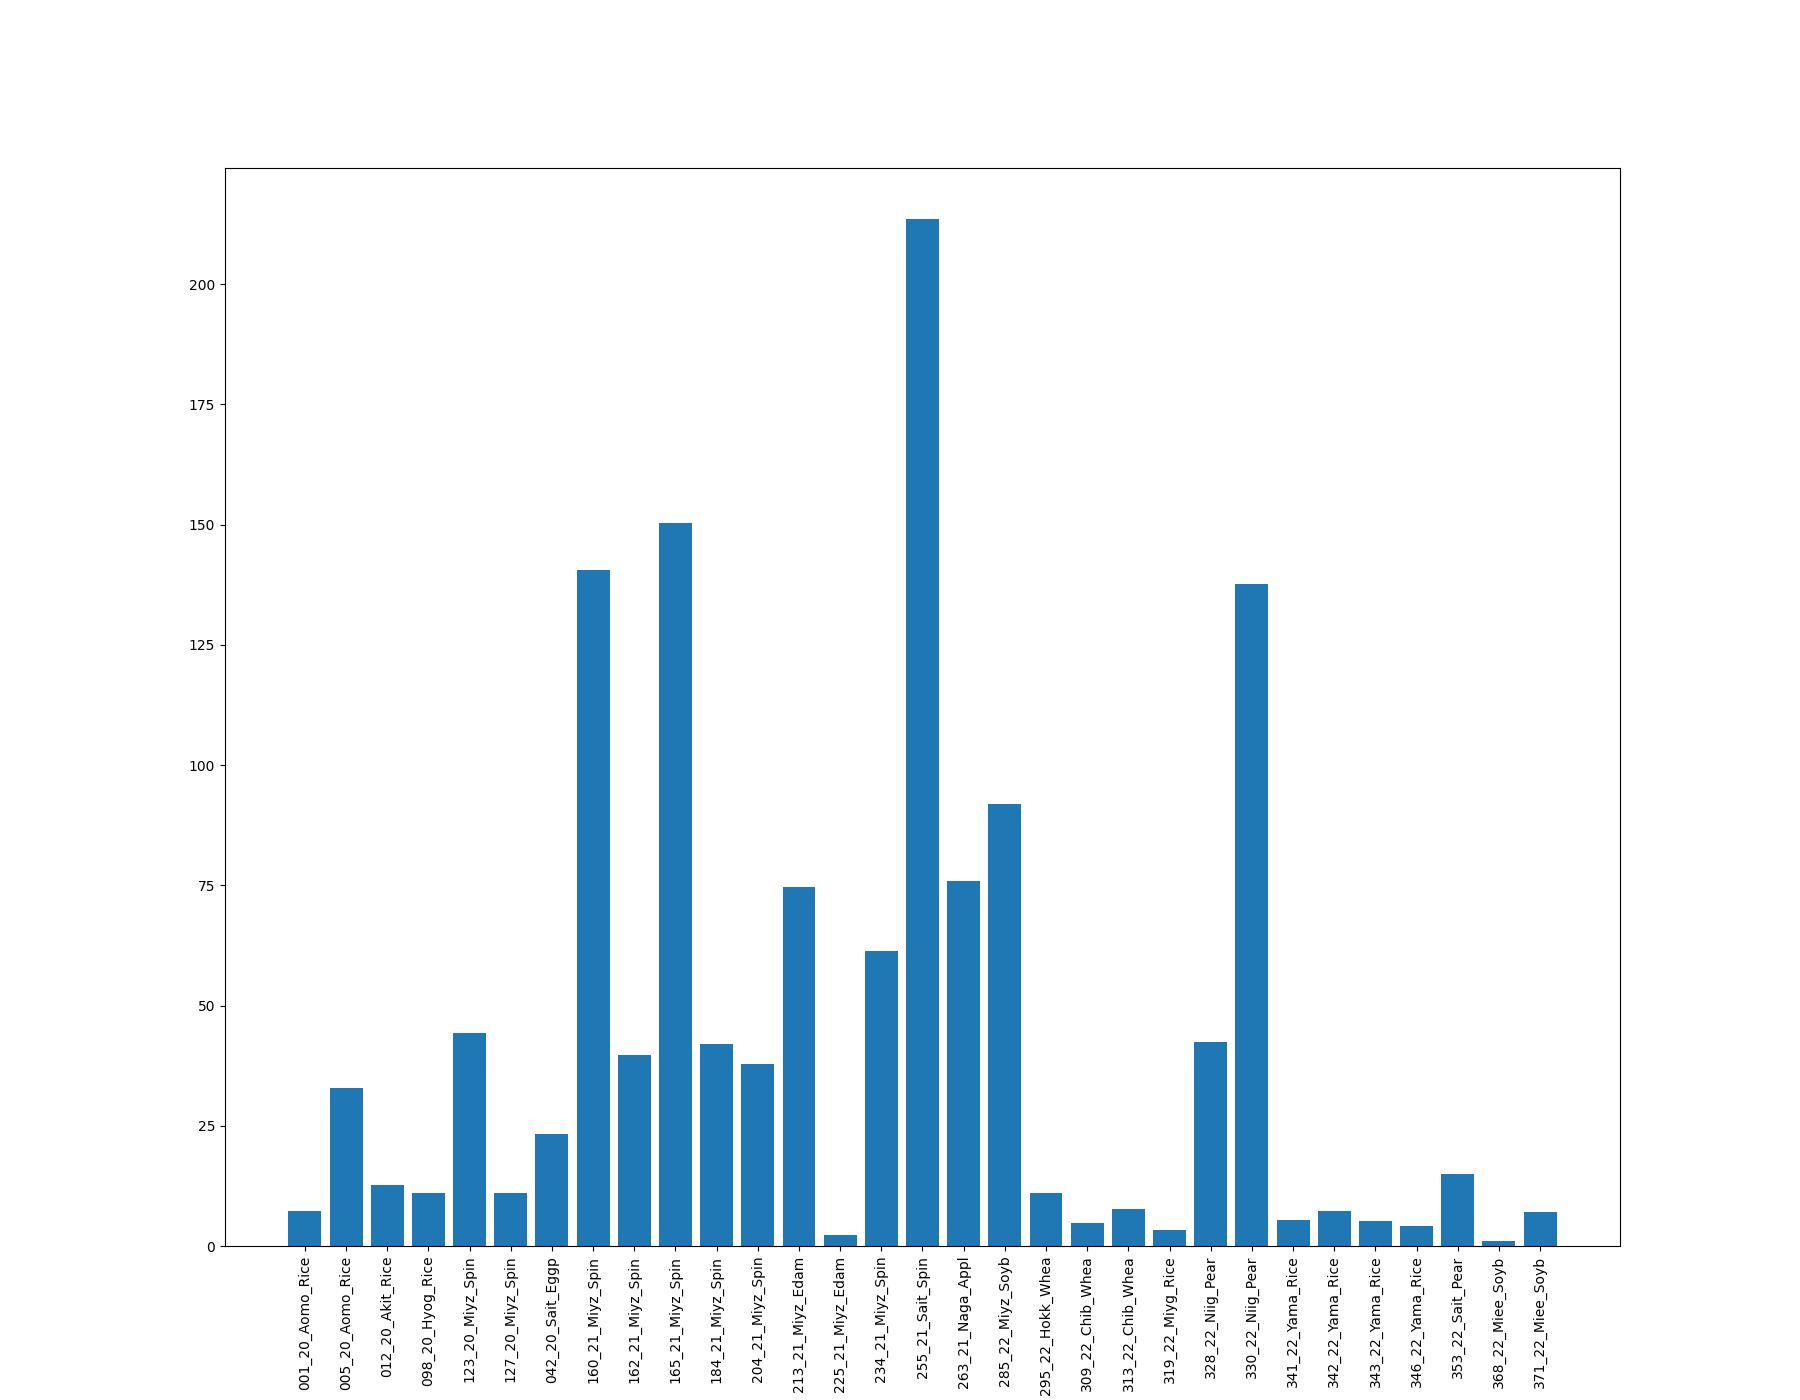 200
175
150
125
100
75
50
25
0
001_20_Aomo_Rice
005_20_Aomo_Rice
012_20_Akit_Rice
098_20_Hyog_Rice
123_20_Miyz_Spin
127_20_Miyz_Spin
042_20_Sait_Eggp
160_21_Miyz_Spin
162_21_Miyz_Spin
165_21_Miyz_Spin
184_21_Miyz_Spin
204_21_Miyz_Spin
213_21_Miyz_Edam
225_21_Miyz_Edam
234_21_Miyz_Spin
255_21_Sait_Spin
263_21_Naga_Appl
285_22_Miyz_Soyb
295_22_Hokk_Whea
309_22_Chib_Whea
313_22_Chib_Whea
319_22_Miyg_Rice
328_22_Niig_Pear
330_22_Niig_Pear
341_22_Yama_Rice
342_22_Yama_Rice
343_22_Yama_Rice
346_22_Yama_Rice
353_22_Sait_Pear
368_22_Miee_Soyb
371_22_Miee_Soyb